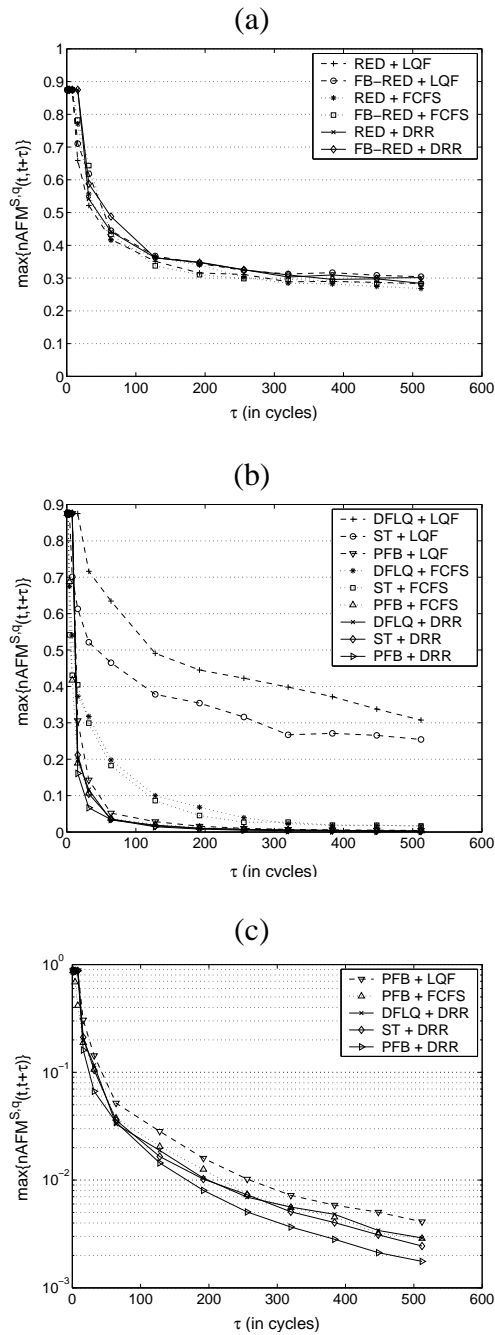 (a)
RED + LQF
FB−RED + LQF
RED + FCFS
FB−RED + FCFS
RED + DRR
FB−RED + DRR
1
0.9
0.8
0.7
0.6
0.5
0.4
0.3
0.2
0.1
0
max{nAFM^{S,q}(t,t+τ)}
0 100 200 300 400 500 600
τ (in cycles)
(b)
DFLQ + LQF
ST + LQF
PFB + LQF
DFLQ + FCFS
ST + FCFS
PFB + FCFS
DFLQ + DRR
ST + DRR
PFB + DRR
0.9
0.8
0.7
0.6
0.5
0.4
0.3
0.2
0.1
0
max{nAFM^{S,q}(t,t+τ)}
0 100 200 300 400 500 600
τ (in cycles)
(c)
PFB + LQF
PFB + FCFS
DFLQ + DRR
ST + DRR
PFB + DRR
10^0
10^{−1}
10^{−2}
10^{−3}
max{nAFM^{S,q}(t,t+τ)}
0 100 200 300 400 500 600
τ (in cycles)